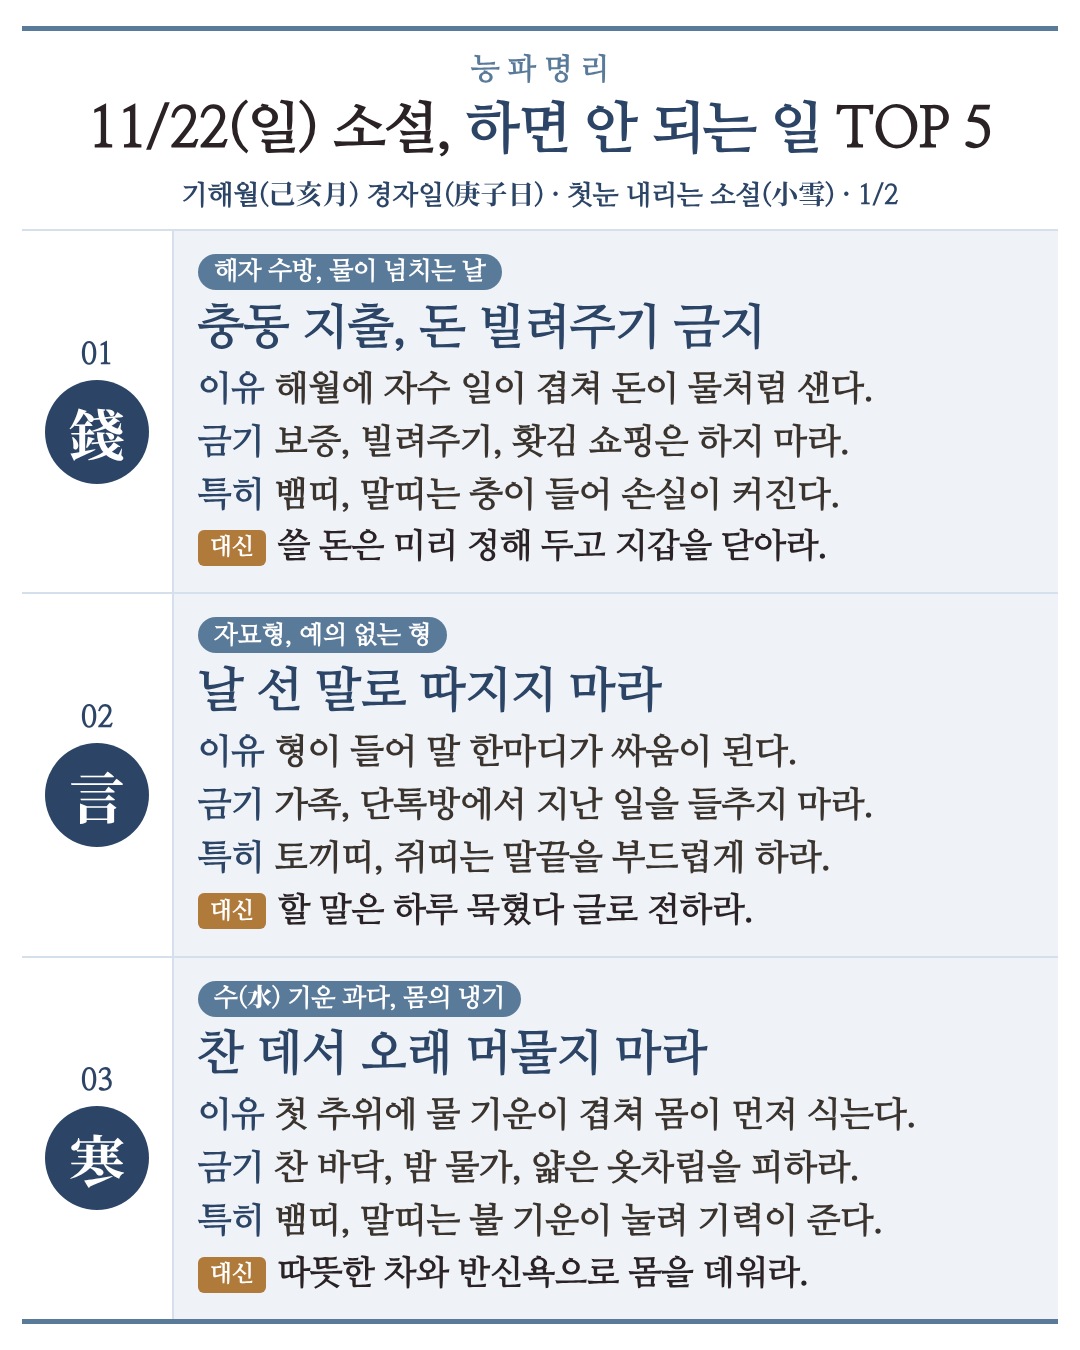 능파명리
11/22(일) 소설, 하면 안 되는 일 TOP 5
기해월(己亥月) 경자일(庚子日) · 첫눈 내리는 소설(小雪) · 1/2
01
錢
해자 수방, 물이 넘치는 날
충동 지출, 돈 빌려주기 금지
이유 해월에 자수 일이 겹쳐 돈이 물처럼 샌다.
금기 보증, 빌려주기, 홧김 쇼핑은 하지 마라.
특히 뱀띠, 말띠는 충이 들어 손실이 커진다.
대신 쓸 돈은 미리 정해 두고 지갑을 닫아라.
02
言
자묘형, 예의 없는 형
날 선 말로 따지지 마라
이유 형이 들어 말 한마디가 싸움이 된다.
금기 가족, 단톡방에서 지난 일을 들추지 마라.
특히 토끼띠, 쥐띠는 말끝을 부드럽게 하라.
대신 할 말은 하루 묵혔다 글로 전하라.
03
寒
수(水) 기운 과다, 몸의 냉기
찬 데서 오래 머물지 마라
이유 첫 추위에 물 기운이 겹쳐 몸이 먼저 식는다.
금기 찬 바닥, 밤 물가, 얇은 옷차림을 피하라.
특히 뱀띠, 말띠는 불 기운이 눌려 기력이 준다.
대신 따뜻한 차와 반신욕으로 몸을 데워라.